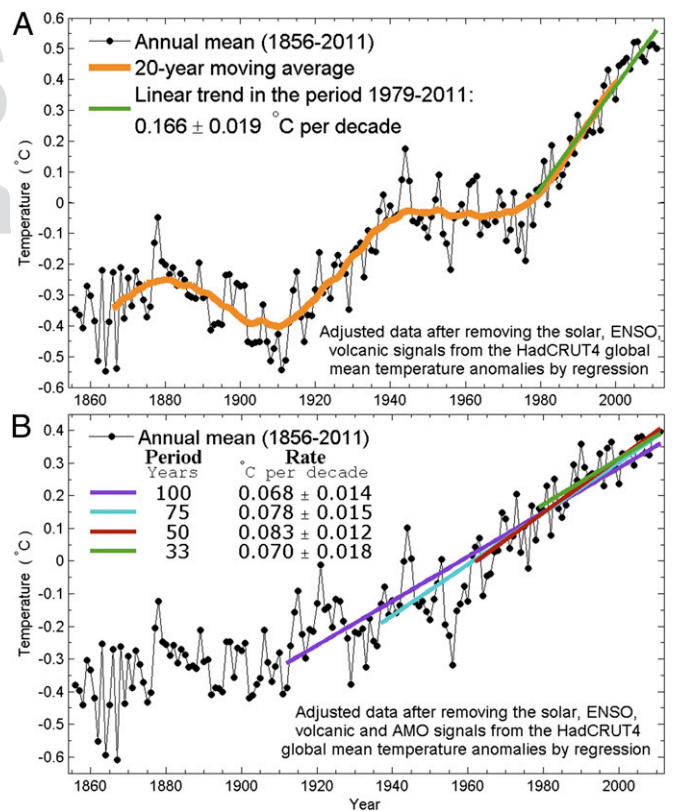 A
Annual mean (1856-2011)
20-year moving average
Linear trend in the period 1979-2011:
0.166 ± 0.019 °C per decade
Temperature (°C)
0.6
0.5
0.4
0.3
0.2
0.1
0
-0.1
-0.2
-0.3
-0.4
-0.5
-0.6
Adjusted data after removing the solar, ENSO,
volcanic signals from the HadCRUT4 global
mean temperature anomalies by regression
1860 1880 1900 1920 1940 1960 1980 2000
B
Annual mean (1856-2011)
Period Rate
Years °C per decade
100 0.068 ± 0.014
75 0.078 ± 0.015
50 0.083 ± 0.012
33 0.070 ± 0.018
Temperature (°C)
0.4
0.3
0.2
0.1
0
-0.1
-0.2
-0.3
-0.4
-0.5
-0.6
Adjusted data after removing the solar, ENSO,
volcanic and AMO signals from the HadCRUT4
global mean temperature anomalies by regression
1860 1880 1900 1920 1940 1960 1980 2000
Year